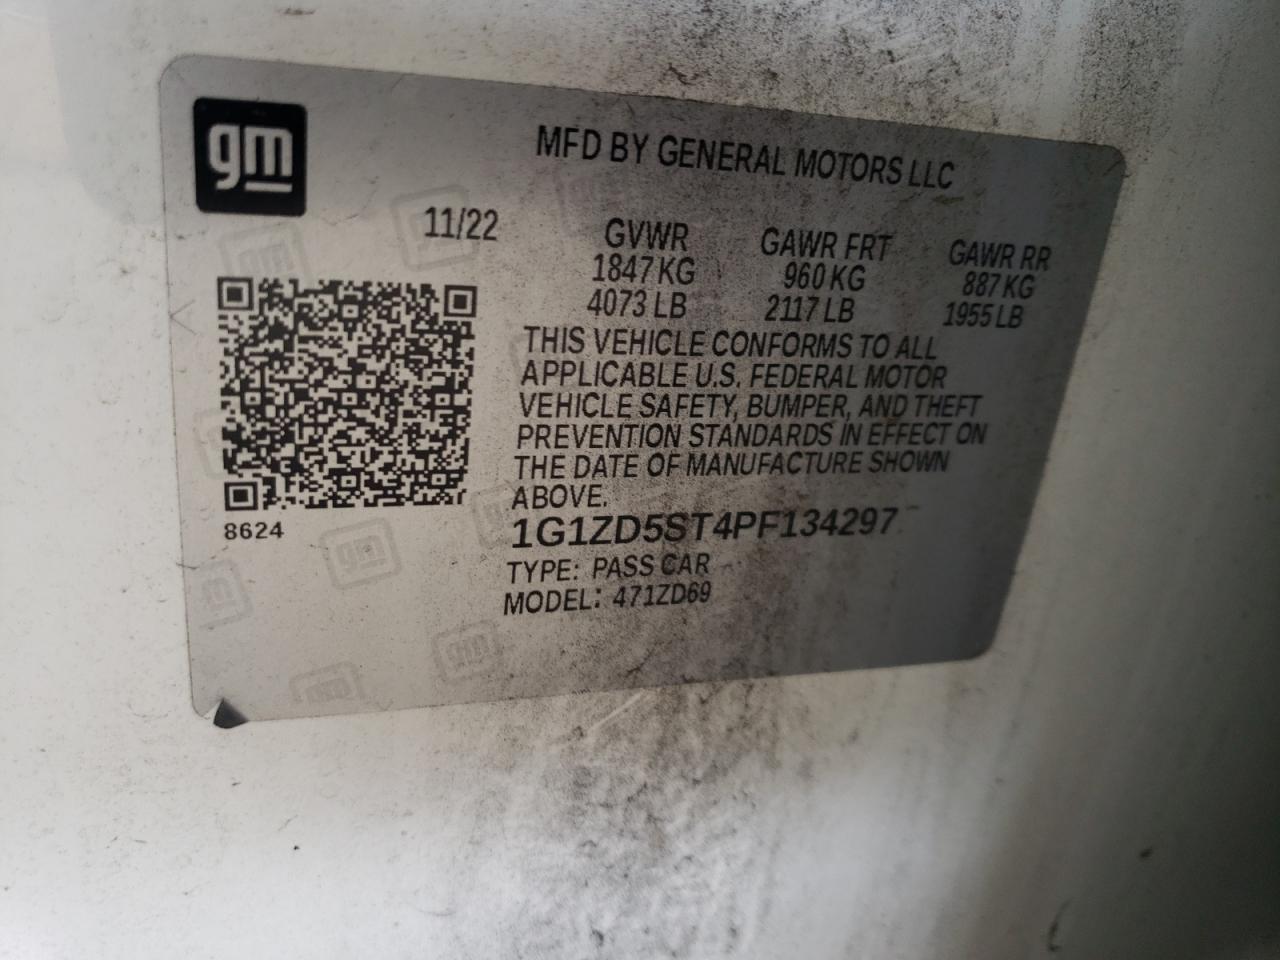 gm
MFD BY GENERAL MOTORS LLC
11/22
GVWR GAWR FRT GAWR RR
1847 KG 960 KG 887 KG
4073 LB 2117 LB 1955 LB
THIS VEHICLE CONFORMS TO ALL
APPLICABLE U.S. FEDERAL MOTOR
VEHICLE SAFETY, BUMPER, AND THEFT
PREVENTION STANDARDS IN EFFECT ON
THE DATE OF MANUFACTURE SHOWN
ABOVE.
8624
1G1ZD5ST4PF134297
TYPE: PASS CAR
MODEL: 471ZD69